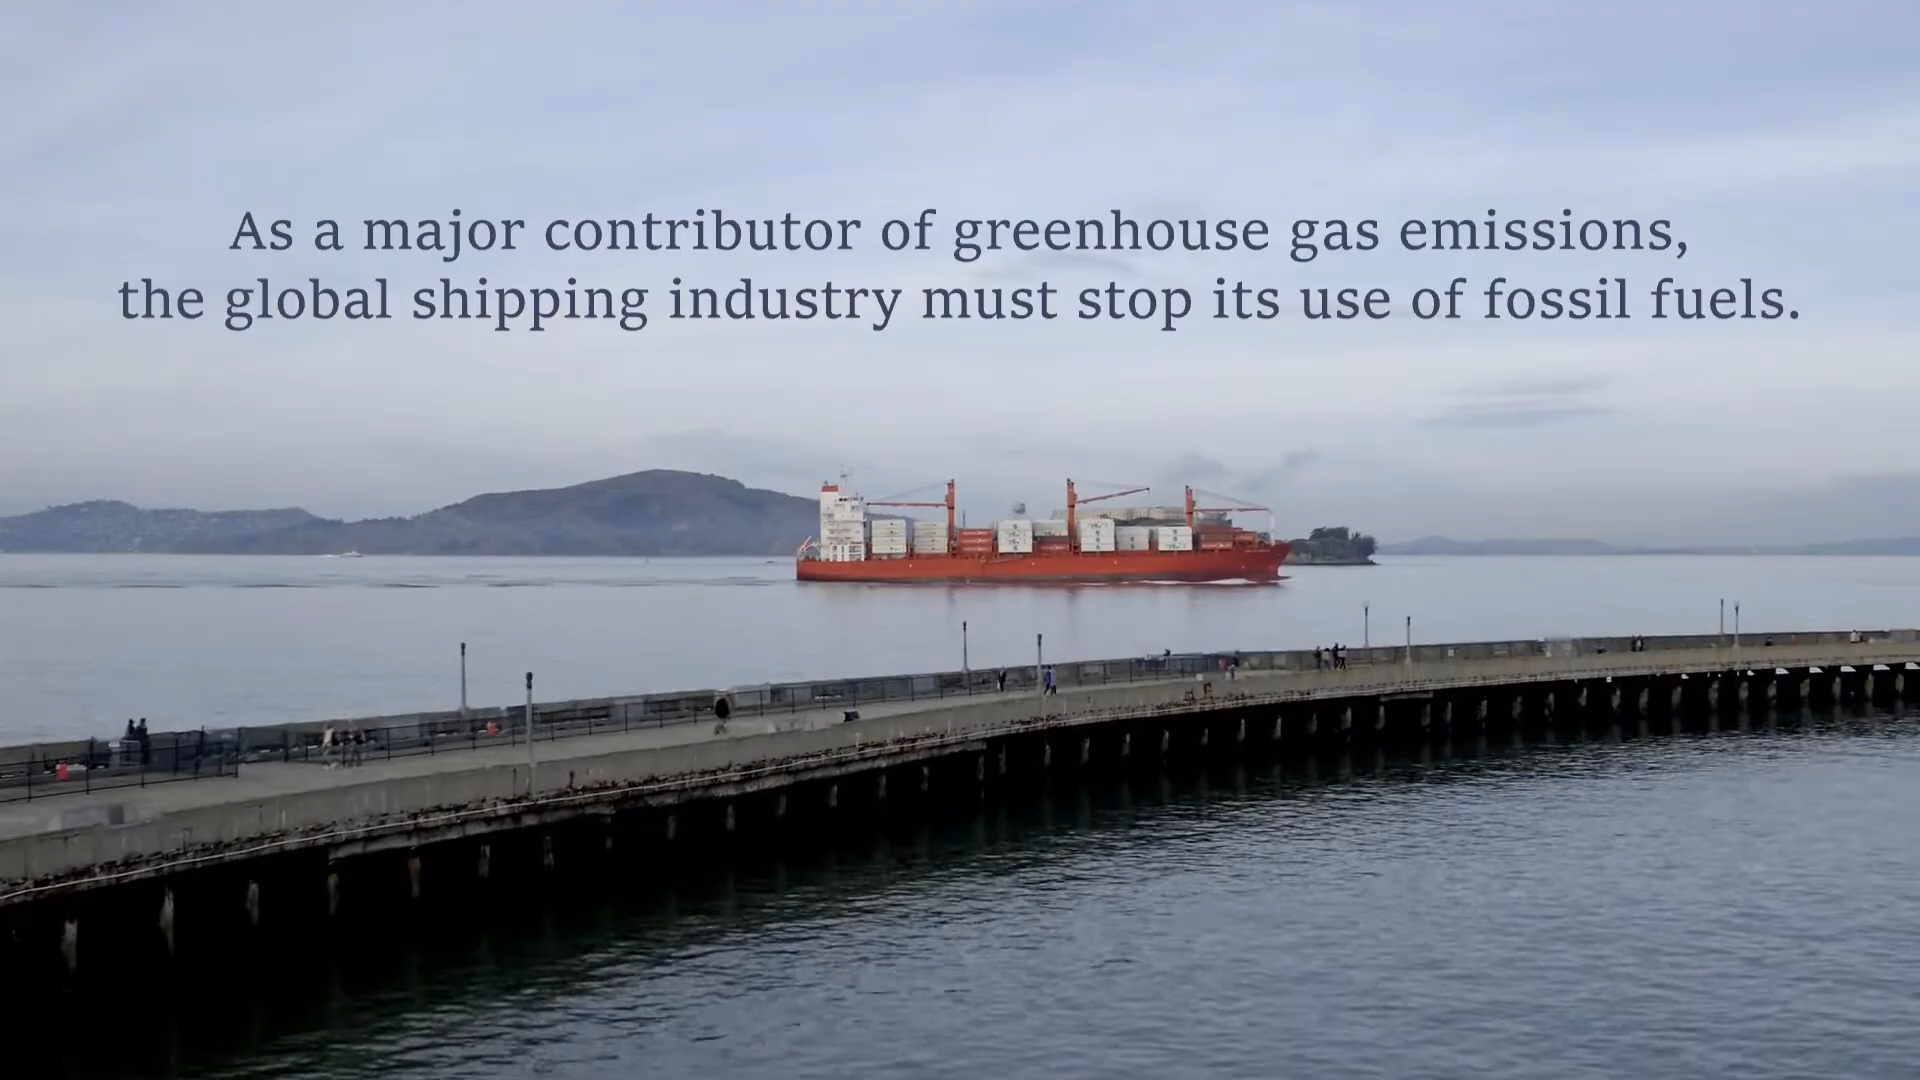 As a major contributor of greenhouse gas emissions,
the global shipping industry must stop its use of fossil fuels.